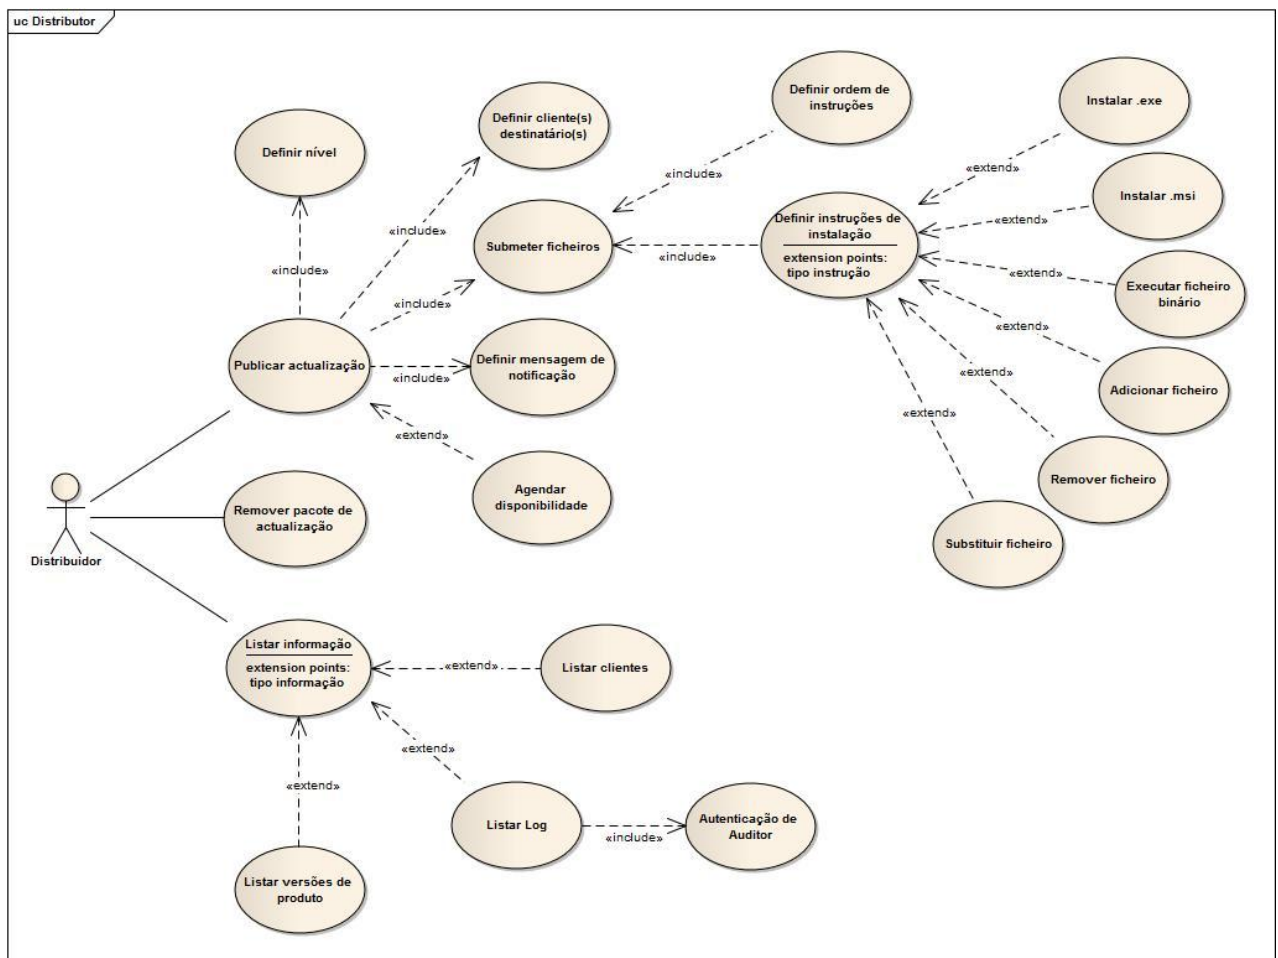 uc Distributor
Definir nível
Definir cliente(s)
destinatário(s)
Definir ordem de
instruções
Instalar .exe
«include»
«extend»
Instalar .msi
Definir instruções de
instalação
extension points:
tipo instrução
«extend»
«include»
Submeter ficheiros
«include»
«include»
«extend»
Executar ficheiro
binário
«include»
«extend»
Publicar actualização
Definir mensagem de
notificação
«include»
«extend»
Adicionar ficheiro
«extend»
«extend»
Remover ficheiro
Agendar
disponibilidade
Remover pacote de
actualização
Substituir ficheiro
Distribuidor
Listar informação
extension points:
tipo informação
«extend»
Listar clientes
«extend»
«extend»
Listar Log
«include»
Autenticação de
Auditor
Listar versões de
produto